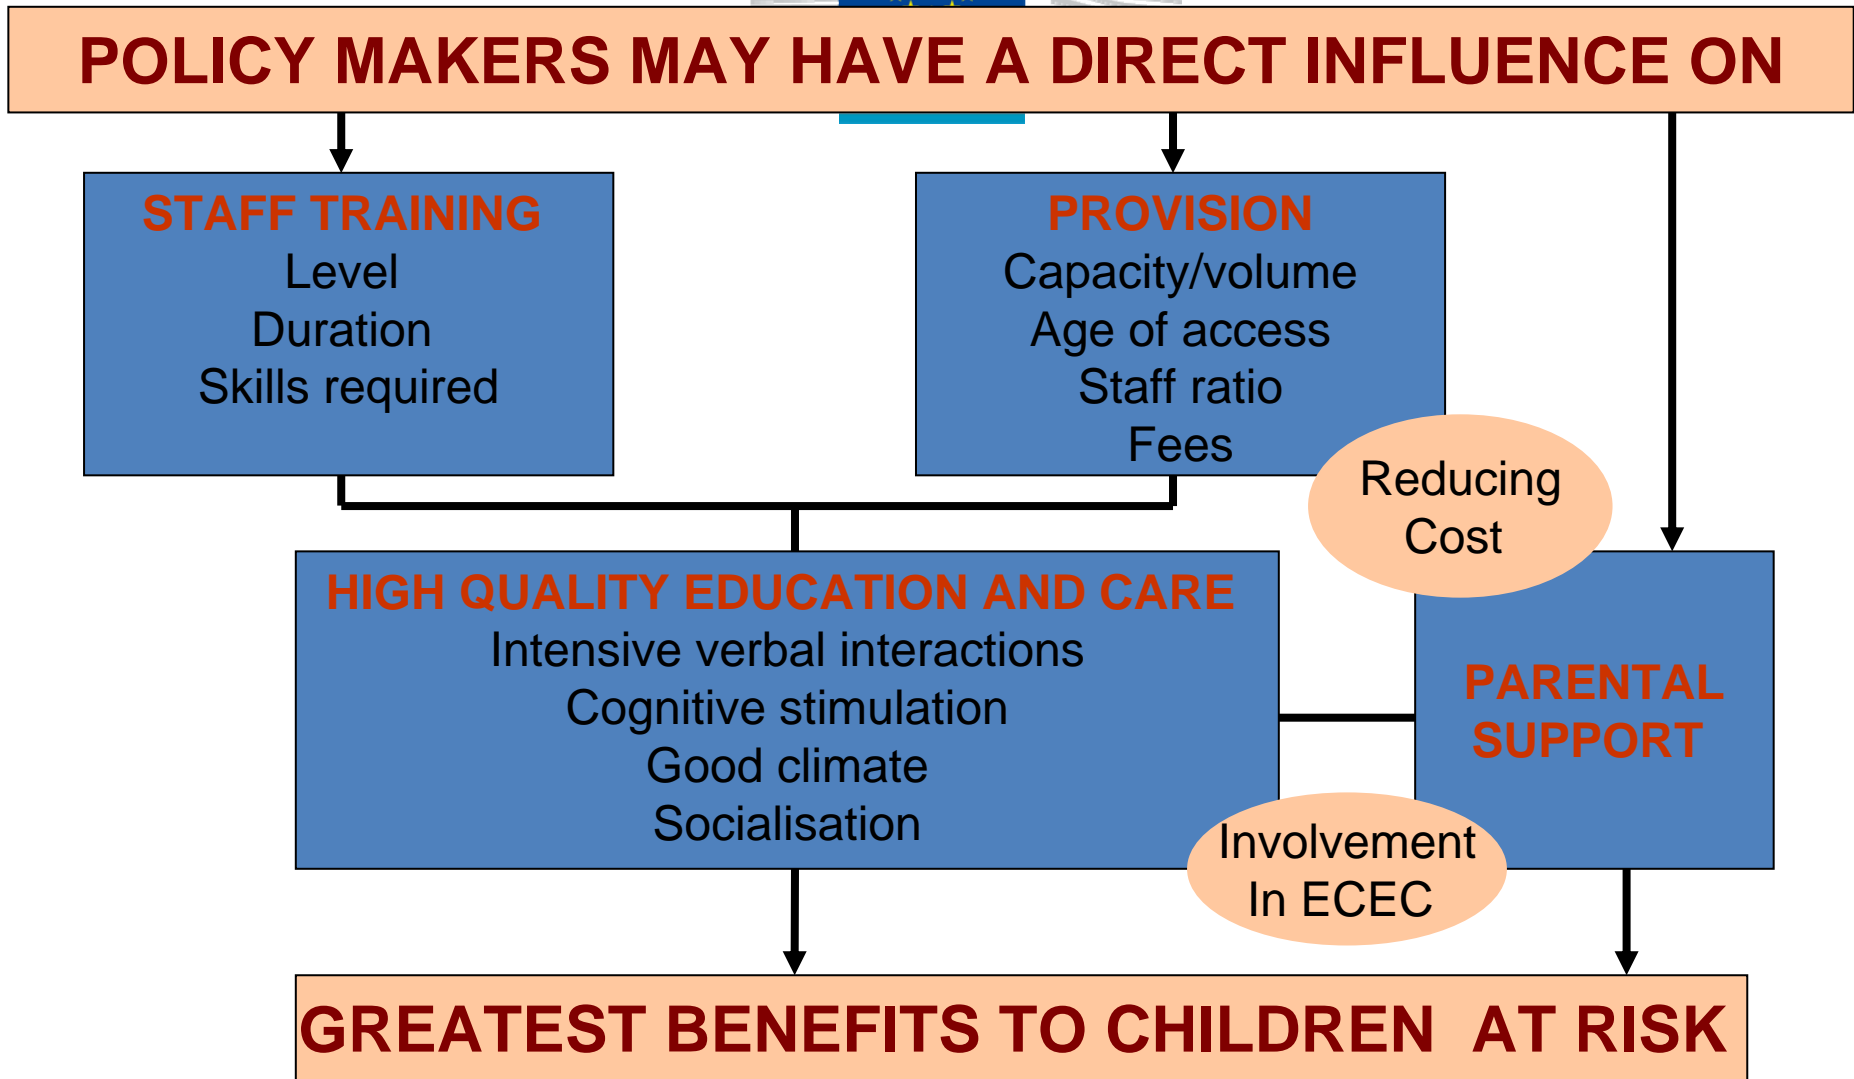 POLICY MAKERS MAY HAVE A DIRECT INFLUENCE ON
STAFF TRAINING
Level
Duration
Skills required
PROVISION
Capacity/volume
Age of access
Staff ratio
Fees
Reducing
Cost
HIGH QUALITY EDUCATION AND CARE
Intensive verbal interactions
Cognitive stimulation
Good climate
Socialisation
PARENTAL
SUPPORT
Involvement
In ECEC
GREATEST BENEFITS TO CHILDREN AT RISK